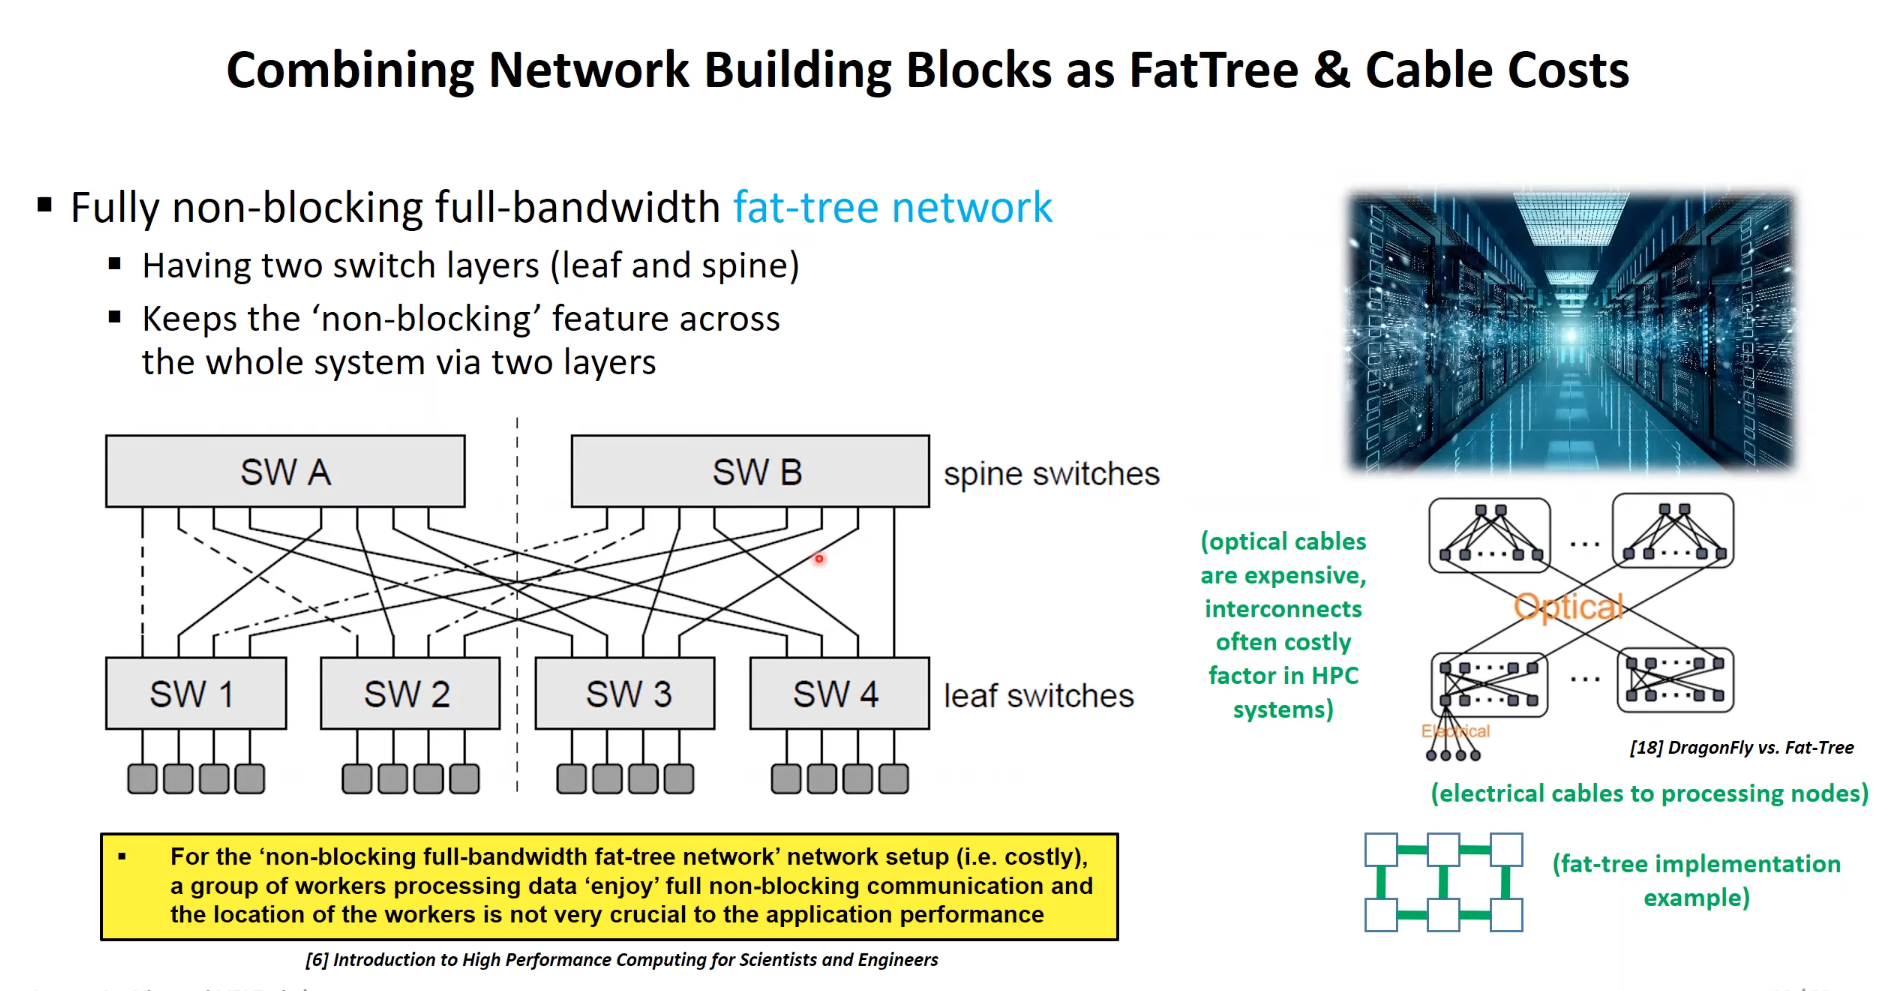 Combining Network Building Blocks as FatTree & Cable Costs
▪ Fully non-blocking full-bandwidth fat-tree network
▪ Having two switch layers (leaf and spine)
▪ Keeps the ‘non-blocking’ feature across
the whole system via two layers
SW A
SW B
spine switches
SW 1
SW 2
SW 3
SW 4
leaf switches
▪ For the ‘non-blocking full-bandwidth fat-tree network’ network setup (i.e. costly),
a group of workers processing data ‘enjoy’ full non-blocking communication and
the location of the workers is not very crucial to the application performance
[6] Introduction to High Performance Computing for Scientists and Engineers
(optical cables
are expensive,
interconnects
often costly
factor in HPC
systems)
Optical
Electrical
[18] DragonFly vs. Fat-Tree
(electrical cables to processing nodes)
(fat-tree implementation
example)